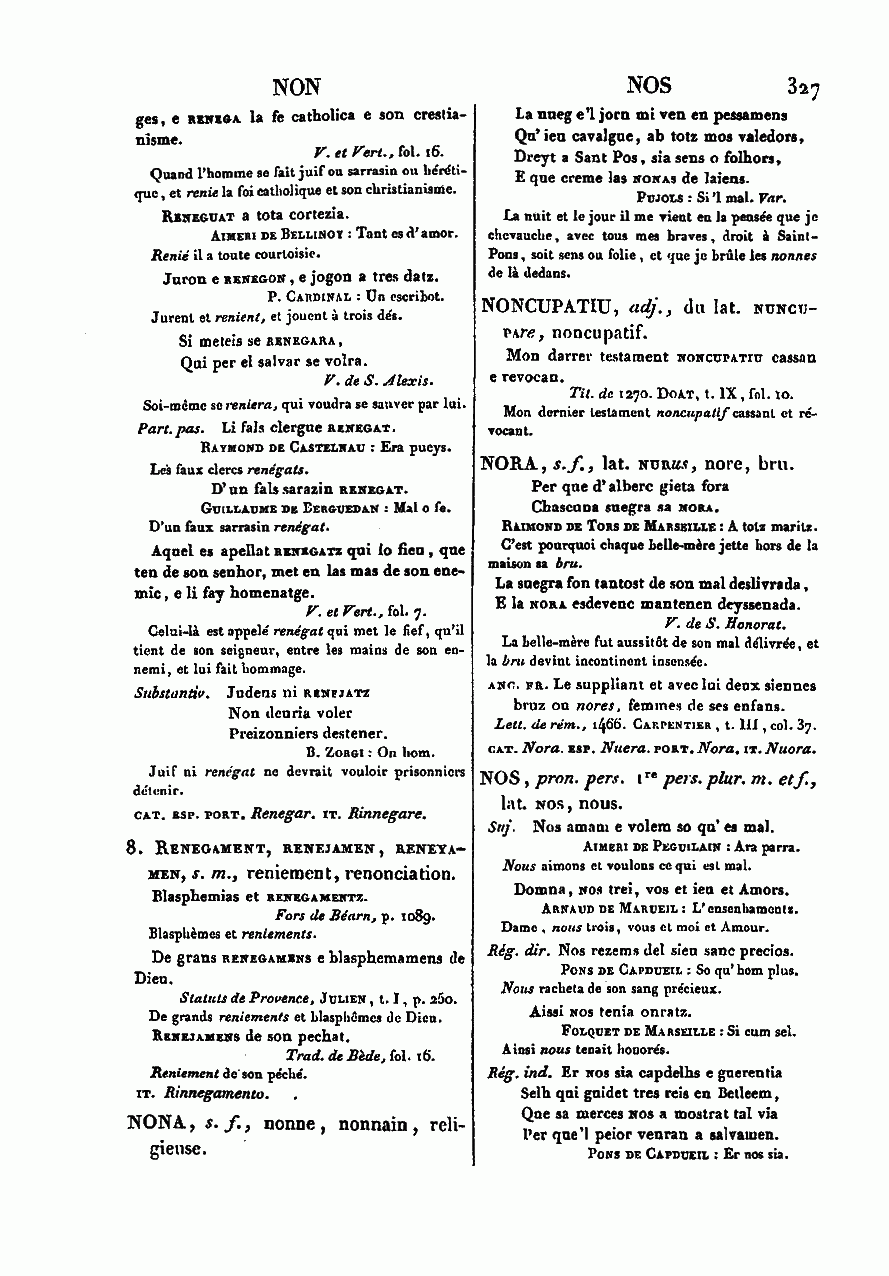 NON
NOS 327
ges, e RENEGA la fe catholica e son crestia-
nisme.
V. et Vert., fol. 16.
Quand l'homme se fait juif ou sarrasin ou héréti-
que, et renie la foi catholique et son christianisme.
RENEGUAT a tota cortezia.
AIMERI DE BELLINOY : Tant es d'amor.
Renié il a toute courtoisie.
Juron e RENEGON, e jogon a tres datz.
P. CARDINAL : Un escribot.
Jurent et renient, et jouent à trois dés.
Si meteis se RENEGARA,
Qui per el salvar se volra.
V. de S. Alexis.
Soi-même se reniera, qui voudra se sauver par lui.
Part. pas. Li fals clergue RENEGAT.
RAYMOND DE CASTELNAU : Era pueys.
Les faux clercs renégats.
D'un fals sarazin RENEGAT.
GUILLAUME DE BERGUEDAN : Mal o fe.
D'un faux sarrasin renégat.
Aquel es apellat RENEGATZ qui lo fieu, que
ten de son senhor, met en las mas de son ene-
mic, e li fay homenatge.
V. et Vert., fol. 7.
Celui-là est appelé renégat qui met le fief, qu'il
tient de son seigneur, entre les mains de son en-
nemi, et lui fait hommage.
Substantiv. Judeus ni RENEJATZ
Non deuria voler
Preizonniers destener.
B. ZORGI : On hom.
Juif ni renégat ne devrait vouloir prisonniers
détenir.
CAT. ESP. PORT. Renegar. IT. Rinnegare.
8. RENEGAMENT, RENEJAMEN, RENEYA-
MEN, s. m., reniement, renonciation.
Blasphemias et RENEGAMENTZ.
Fors de Béarn, p. 1089.
Blasphèmes et reniements.
De grans RENEGAMENS e blasphemamens de
Dieu.
Statuts de Provence, JULIEN, t. I, p. 250.
De grands reniements et blasphêmes de Dieu.
RENEJAMENS de son pechat.
Trad. de Bède, fol. 16.
Reniement de son péché.
IT. Rinnegamento.
NONA, s. f., nonne, nonnain, reli-
gieuse.
La nueg e'l jorn mi ven en pessamens
Qu'ieu cavalgue, ab totz mos valedors,
Dreyt a Sant Pos, sia sens o folhors,
E que creme las NONAS de laiens.
PUJOLS : Si'l mal. Var.
La nuit et le jour il me vient en la pensée que je
chevauche, avec tous mes braves, droit à Saint-
Pons, soit sens ou folie, et que je brûle les nonnes
de là dedans.
NONCUPATIU, adj., du lat. NUNCU-
PARE, noncupatif.
Mon darrer testament NONCUPATIU cassan
e revocan.
Tit. de 1270. DOAT, t. IX, fol. 10.
Mon dernier testament noncupatif cassant et ré-
vocant.
NORA, s. f., lat. NURUS, nore, bru.
Per que d'alberc gieta fora
Chascuna suegra sa NORA.
RAIMOND DE TORS DE MARSEILLE : A totz maritz.
C'est pourquoi chaque belle-mère jette hors de la
maison sa bru.
La suegra fon tantost de son mal deslivrada,
E la NORA esdevenc mantenen deyssenada.
V. de S. Honorat.
La belle-mère fut aussitôt de son mal délivrée, et
la bru devint incontinent insensée.
ANC. FR. Le suppliant et avec lui deux siennes
bruz ou nores, femmes de ses enfans.
Lett. de rém., 1466. CARPENTIER, t. III, col. 37.
CAT. Nora. ESP. Nuera. PORT. Nora. IT. Nuora.
NOS, pron. pers. 1re pers. plur. m. et f.,
lat. NOS, nous.
Suj. Nos amam e volem so qu'es mal.
AIMERI DE PEGUILAIN : Ara parra.
Nous aimons et voulons ce qui est mal.
Domna, NOS trei, vos et ieu et Amors.
ARNAUD DE MARUEIL : L'ensenhamentz.
Dame, nous trois, vous et moi et Amour.
Rég. dir. Nos rezems del sieu sanc precios.
PONS DE CAPDUEIL : So qu'hom plus.
Nous racheta de son sang précieux.
Aissi NOS tenia onratz.
FOLQUET DE MARSEILLE : Si cum sel.
Ainsi nous tenait honorés.
Rég. ind. Er NOS sia capdelhs e guerentia
Selh qui guidet tres reis en Betleem,
Que sa merces NOS a mostrat tal via
Per que'l peior venran a salvamen.
PONS DE CAPDUEIL : Er nos sia.